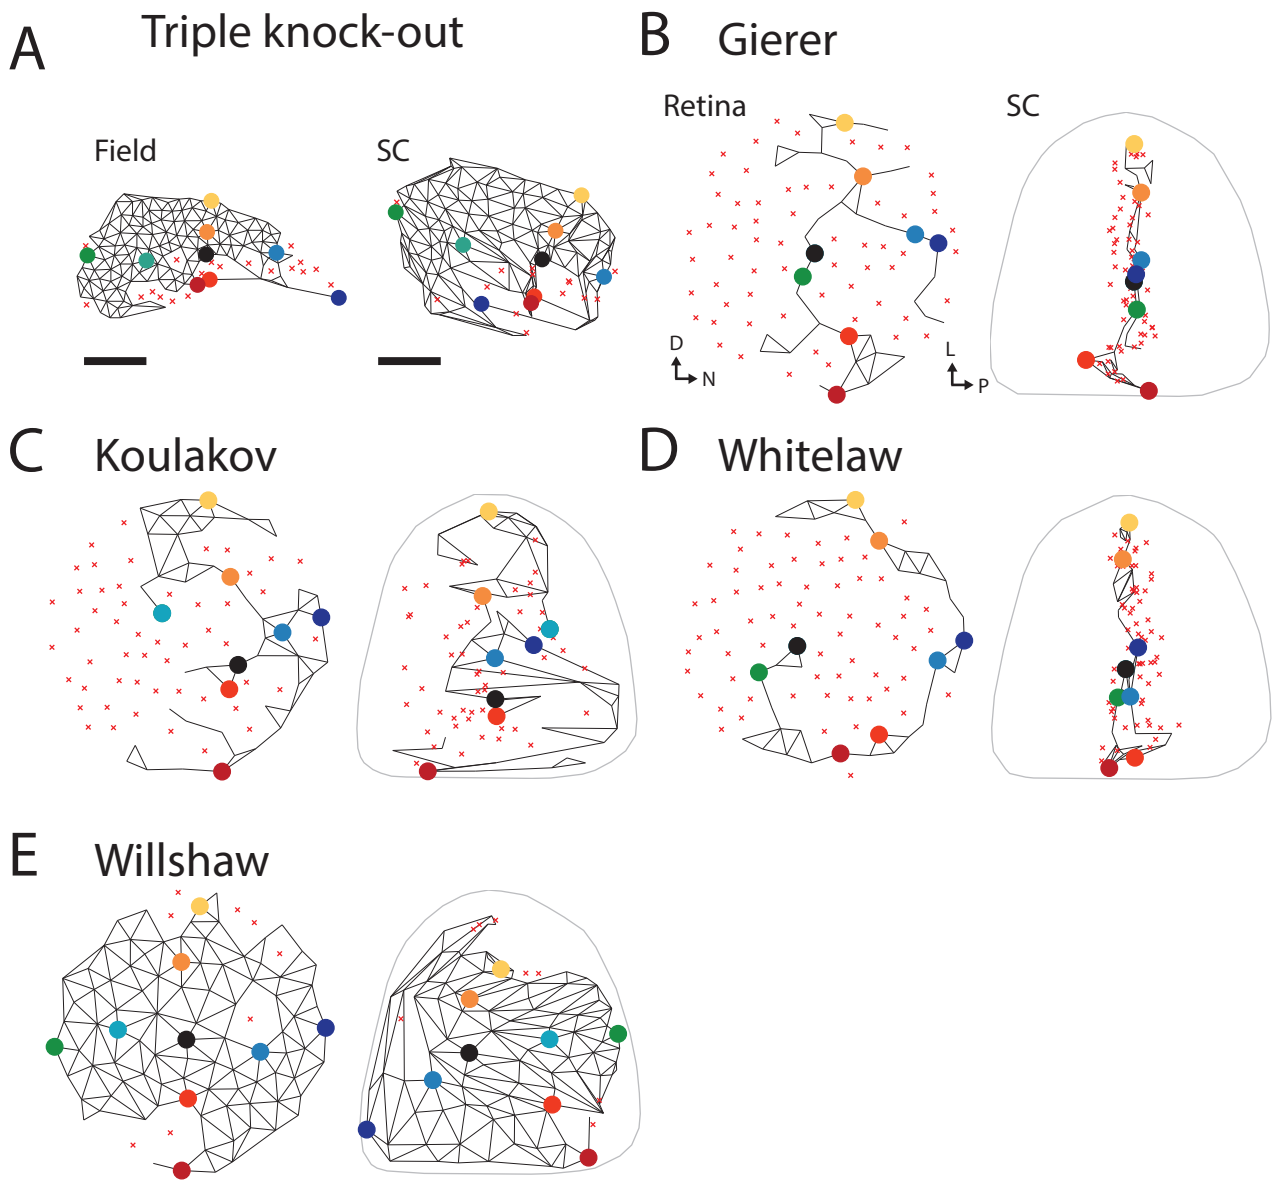 A Triple knock-out
Field
SC
B Gierer
Retina
SC
D
N
L
P
C Koulakov
D Whitelaw
E Willshaw